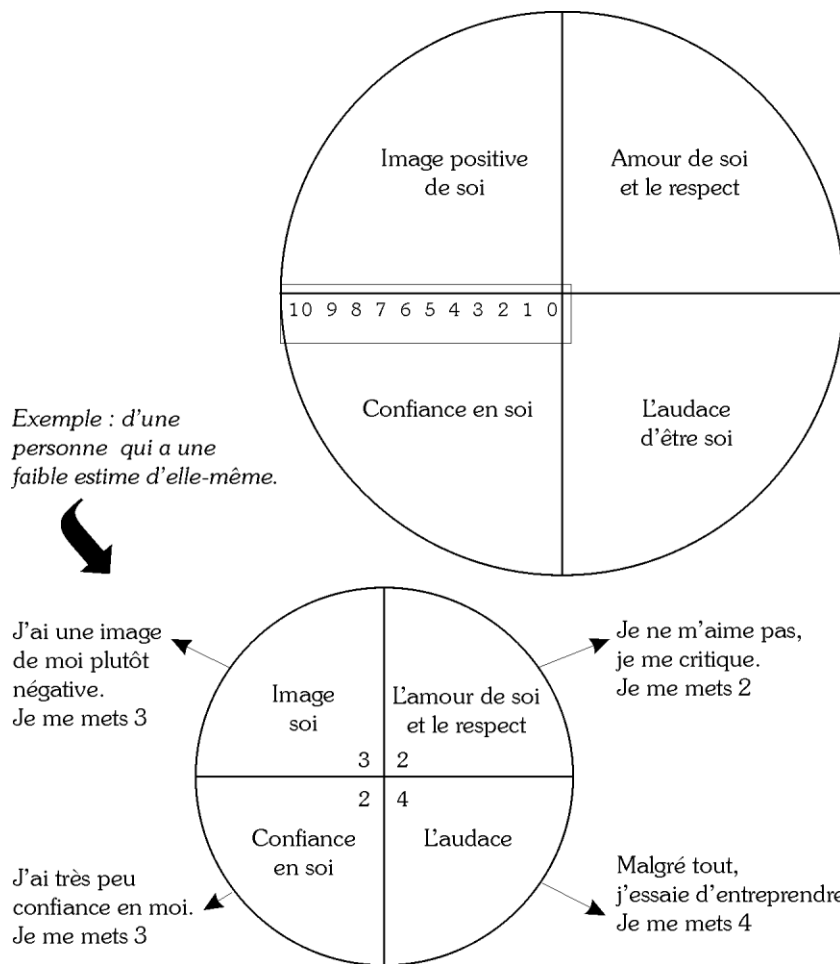 Image positive
de soi
Amour de soi
et le respect
10 9 8 7 6 5 4 3 2 1 0
Confiance en soi
L'audace
d'être soi
Exemple : d'une
personne qui a une
faible estime d'elle-même.
J'ai une image
de moi plutôt
négative.
Je me mets 3
Je ne m'aime pas,
je me critique.
Je me mets 2
Image
soi
L'amour de soi
et le respect
3 2
2 4
Confiance
en soi
L'audace
J'ai très peu
confiance en moi.
Je me mets 3
Malgré tout,
j'essaie d'entreprendre
Je me mets 4